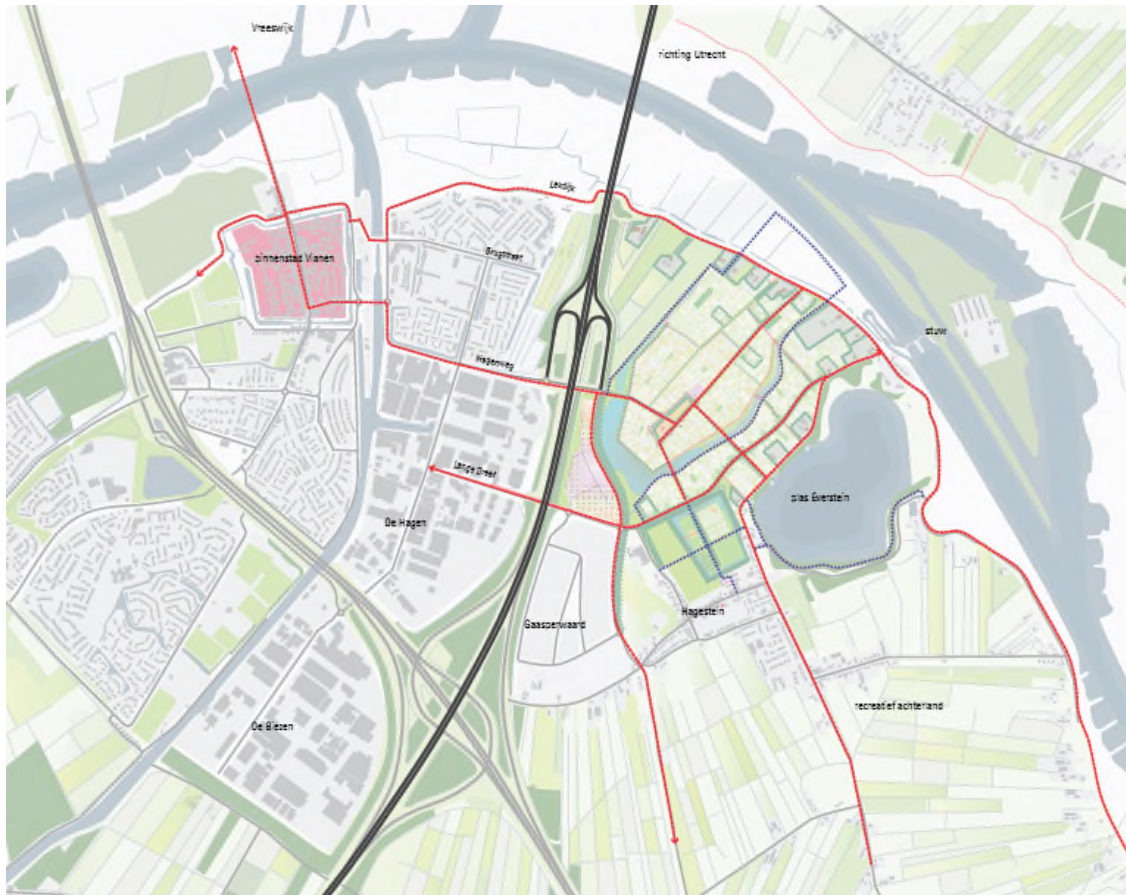 Vreeswijk
richting Utrecht
Lekdijk
binnenstad Vianen
Brugstraat
stuw
Hagenweg
Lange Dreef
plas Everstein
De Hagen
Hagestein
Gaasperwaard
recreatief achterland
De Biezen